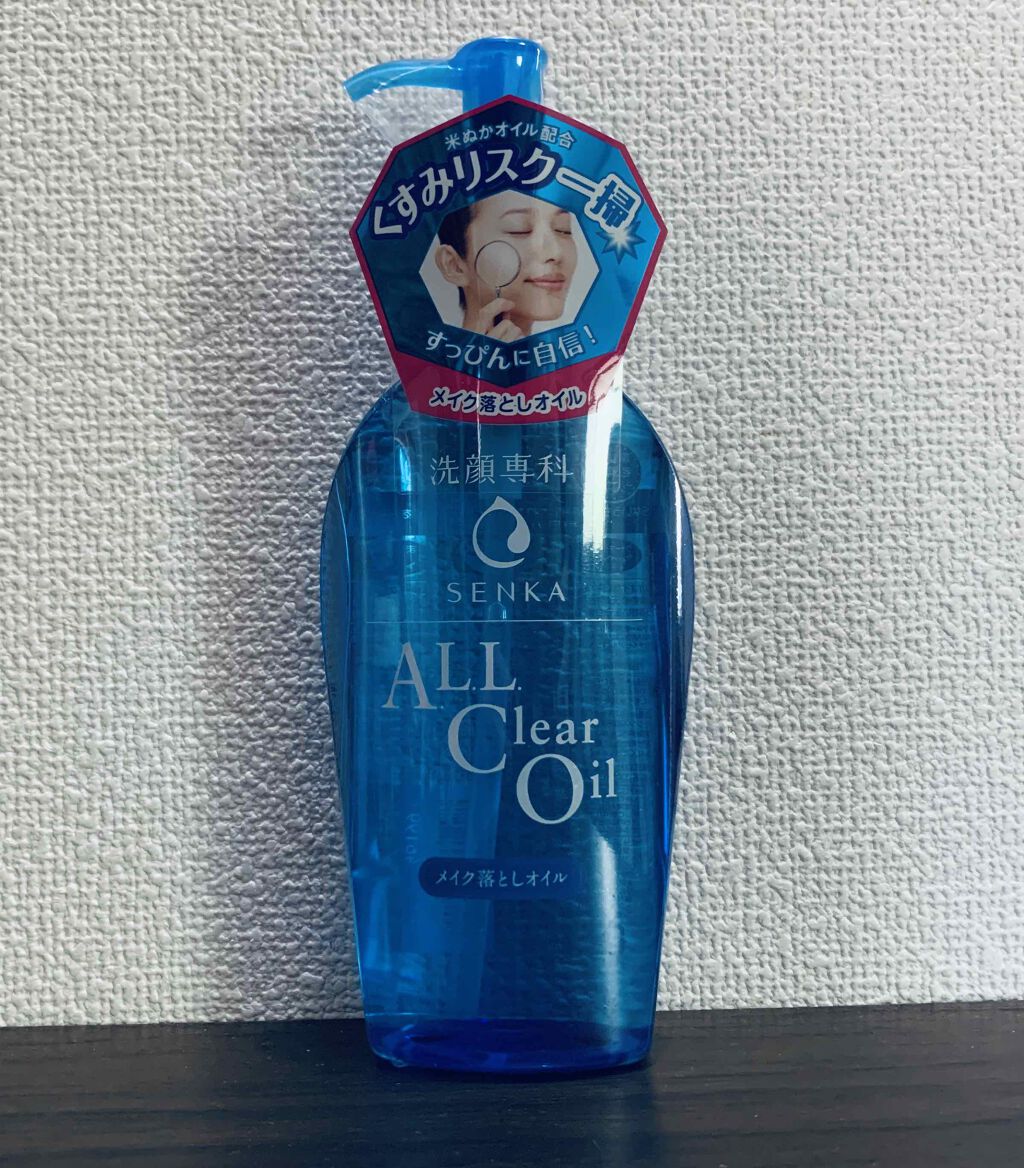 米ぬかオイル配合
くすみリスク一掃
すっぴんに自信!
メイク落としオイル
洗顔専科
SENKA
A.L.L.
Clear
Oil
メイク落としオイル